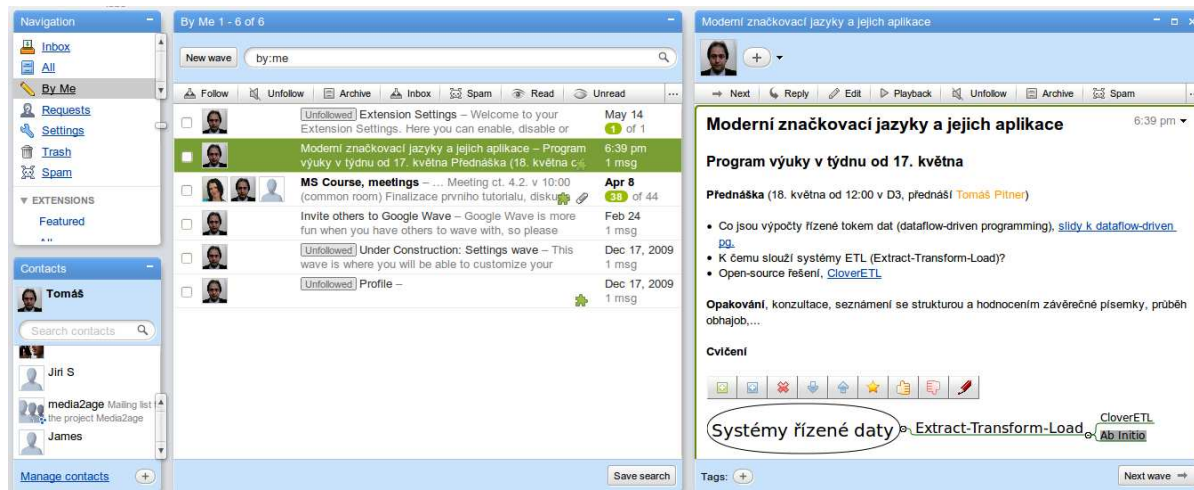 Navigation
Inbox
All
By Me
Requests
Settings
Trash
Spam
EXTENSIONS
Featured
Contacts
Tomáš
Search contacts
Jiri S
media2age Mailing list
the project Media2age
James
Manage contacts
By Me 1 - 6 of 6
New wave by:me
Follow Unfollow Archive Inbox Spam Read Unread ...
Unfollowed Extension Settings – Welcome to your May 14
Extension Settings. Here you can enable, disable or 1 of 1
Moderní značkovací jazyky a jejich aplikace – Program 6:39 pm
výuky v týdnu od 17. května Přednáška (18. května 1 msg
MS Course, meetings – ... Meeting ct. 4.2. v 10:00 Apr 8
(common room) Finalizace prvniho tutorialu, 38 of 44
Invite others to Google Wave – Google Wave is more Feb 24
fun when you have others to wave with, so please 1 msg
Unfollowed Under Construction: Settings wave – This Dec 17, 2009
wave is where you will be able to customize your 1 msg
Unfollowed Profile – Dec 17, 2009
1 msg
Save search
Moderní značkovací jazyky a jejich aplikace
Next Reply Edit Playback Unfollow Archive Spam
Moderní značkovací jazyky a jejich aplikace 6:39 pm
Program výuky v týdnu od 17. května
Přednáška (18. května od 12:00 v D3, přednáší Tomáš Pitner)
• Co jsou výpočty řízené tokem dat (dataflow-driven programming), slidy k dataflow-driven
pg.
• K čemu slouží systémy ETL (Extract-Transform-Load)?
• Open-source řešení, CloverETL
Opakování, konzultace, seznámení se strukturou a hodnocením závěrečné písemky, průběh
obhajob,...
Cvičení
CloverETL
Systémy řízené daty Extract-Transform-Load
Ab Initio
Tags: Next wave